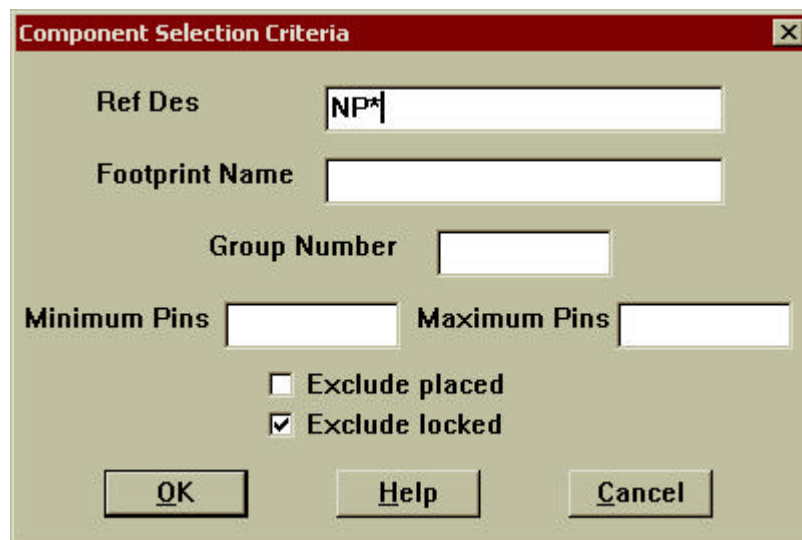 Component Selection Criteria
Ref Des NP*
Footprint Name
Group Number
Minimum Pins Maximum Pins
Exclude placed
Exclude locked
OK Help Cancel